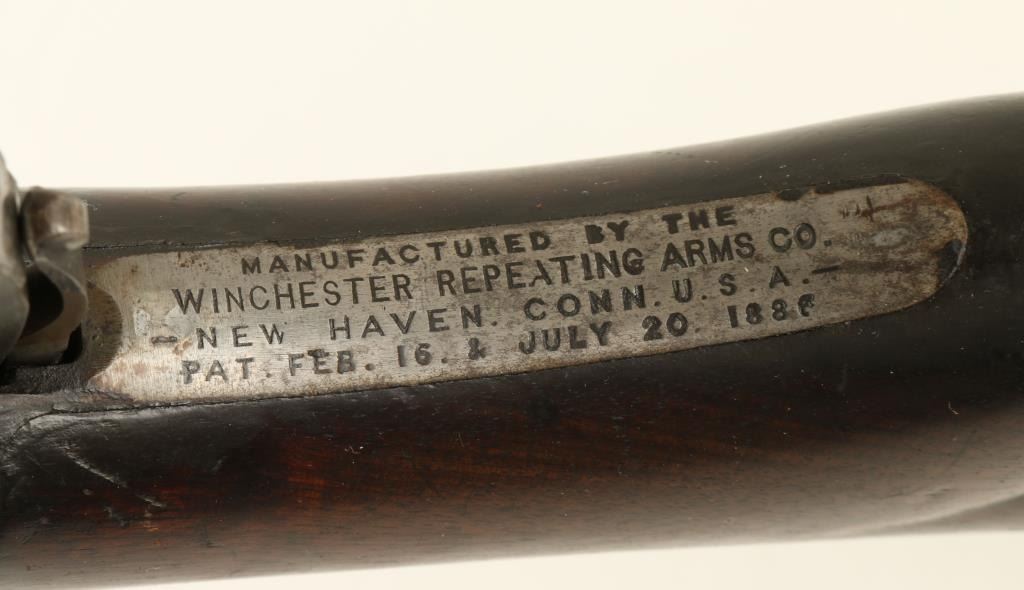 MANUFACTURED BY THE
WINCHESTER REPEATING ARMS CO.
- NEW HAVEN. CONN. U. S. A. -
PAT. FEB. 16. & JULY 20. 1886